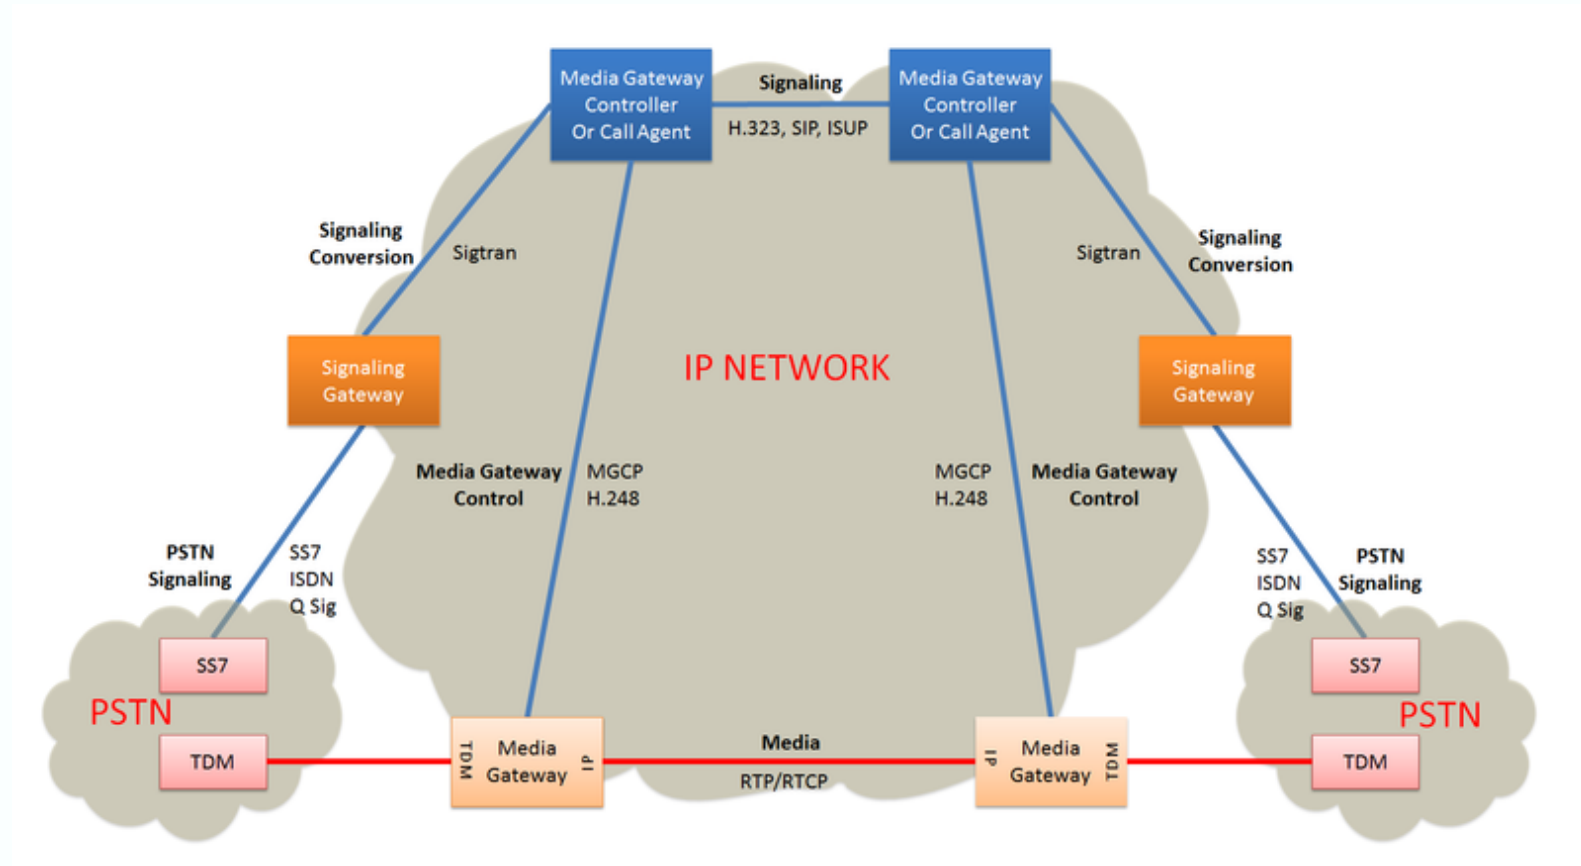 Media Gateway
Controller
Or Call Agent
Signaling
H.323, SIP, ISUP
Media Gateway
Controller
Or Call Agent
Signaling
Conversion
Sigtran
Sigtran
Signaling
Conversion
Signaling
Gateway
IP NETWORK
Signaling
Gateway
Media Gateway
Control
MGCP
H.248
MGCP
H.248
Media Gateway
Control
PSTN
Signaling
SS7
ISDN
Q Sig
SS7
ISDN
Q Sig
PSTN
Signaling
SS7
PSTN
TDM
TDM
Media
Gateway
IP
Media
RTP/RTCP
IP
Media
Gateway
TDM
SS7
PSTN
TDM